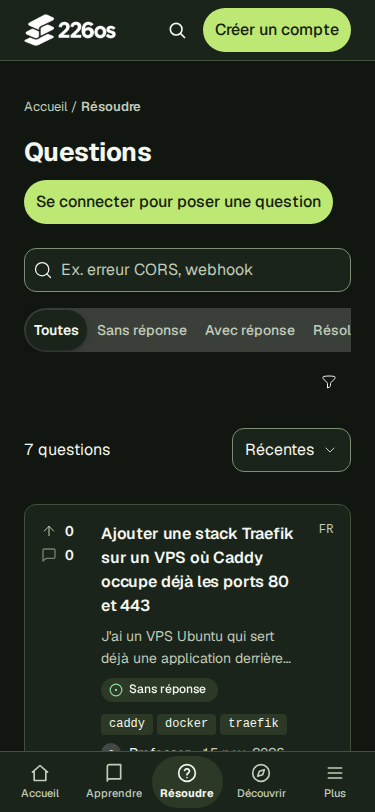 226os
Créer un compte
Accueil / Résoudre
Questions
Se connecter pour poser une question
Ex. erreur CORS, webhook
Toutes Sans réponse Avec réponse Résol
7 questions
Récentes
0
0
Ajouter une stack Traefik
sur un VPS où Caddy
occupe déjà les ports 80
et 443
FR
J'ai un VPS Ubuntu qui sert
déjà une application derrière…
Sans réponse
caddy docker traefik
Accueil Apprendre Résoudre Découvrir Plus